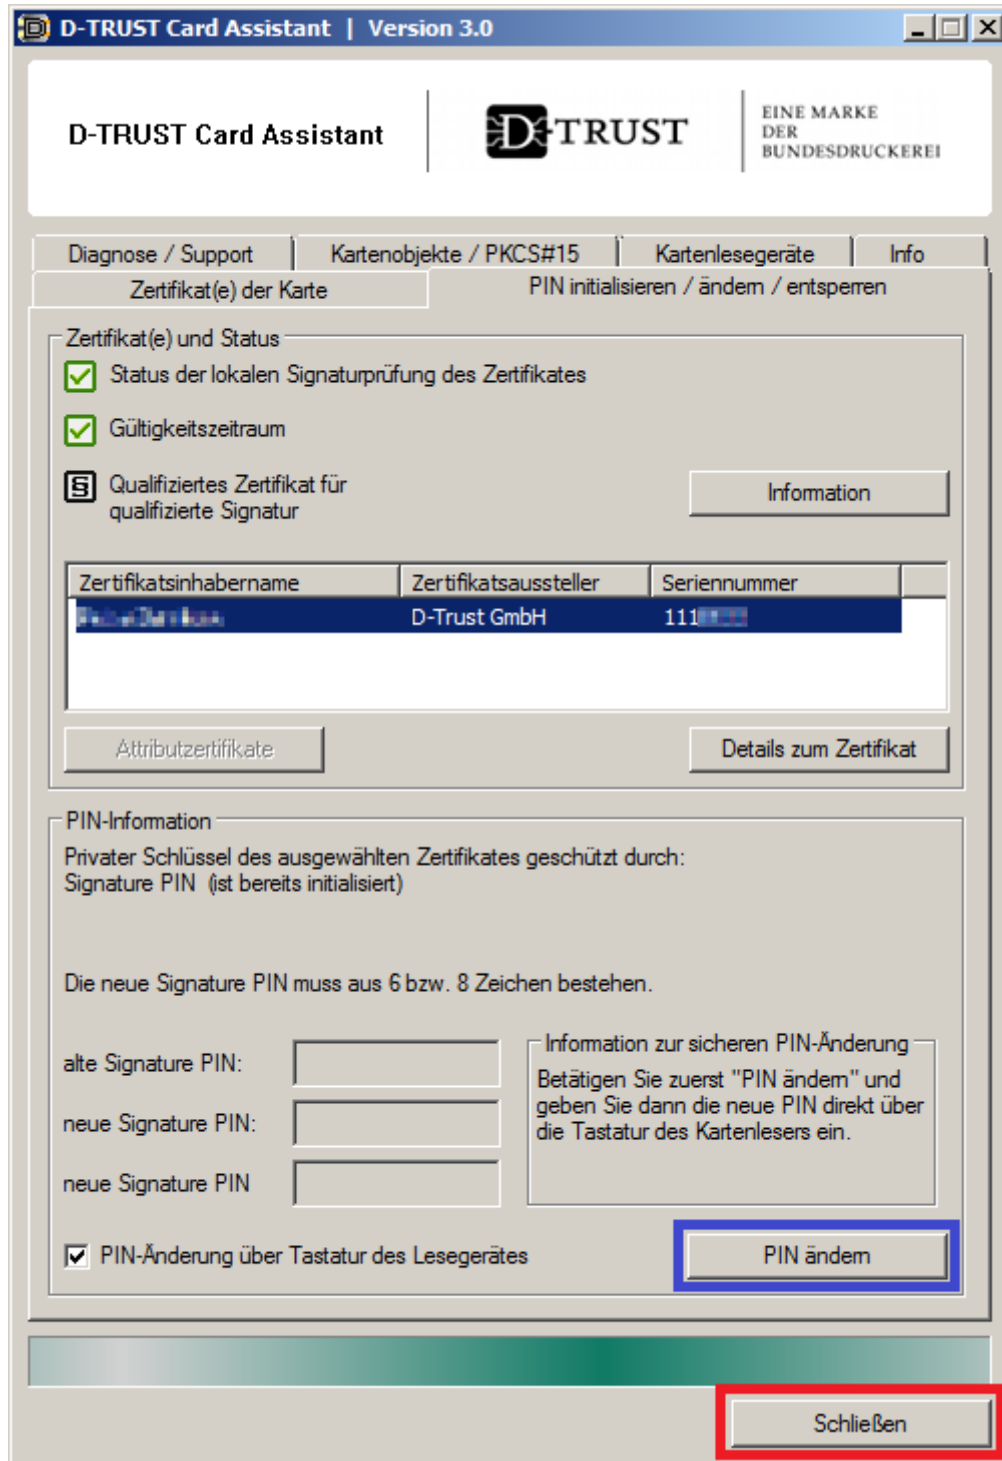 D-TRUST Card Assistant | Version 3.0
D-TRUST Card Assistant
D-TRUST
EINE MARKE
DER
BUNDESDRUCKEREI
Diagnose / Support
Kartenobjekte / PKCS#15
Kartenlesegeräte
Info
Zertifikat(e) der Karte
PIN initialisieren / ändern / entsperren
Zertifikat(e) und Status
Status der lokalen Signaturprüfung des Zertifikates
Gültigkeitszeitraum
§
Qualifiziertes Zertifikat für
qualifizierte Signatur
Information
Zertifikatsinhabername
Zertifikatsaussteller
Seriennummer
D-Trust GmbH
111
Attributzertifikate
Details zum Zertifikat
PIN-Information
Privater Schlüssel des ausgewählten Zertifikates geschützt durch:
Signature PIN (ist bereits initialisiert)
Die neue Signature PIN muss aus 6 bzw. 8 Zeichen bestehen.
alte Signature PIN:
neue Signature PIN:
neue Signature PIN
Information zur sicheren PIN-Änderung
Betätigen Sie zuerst "PIN ändern" und
geben Sie dann die neue PIN direkt über
die Tastatur des Kartenlesers ein.
PIN-Änderung über Tastatur des Lesegerätes
PIN ändern
Schließen